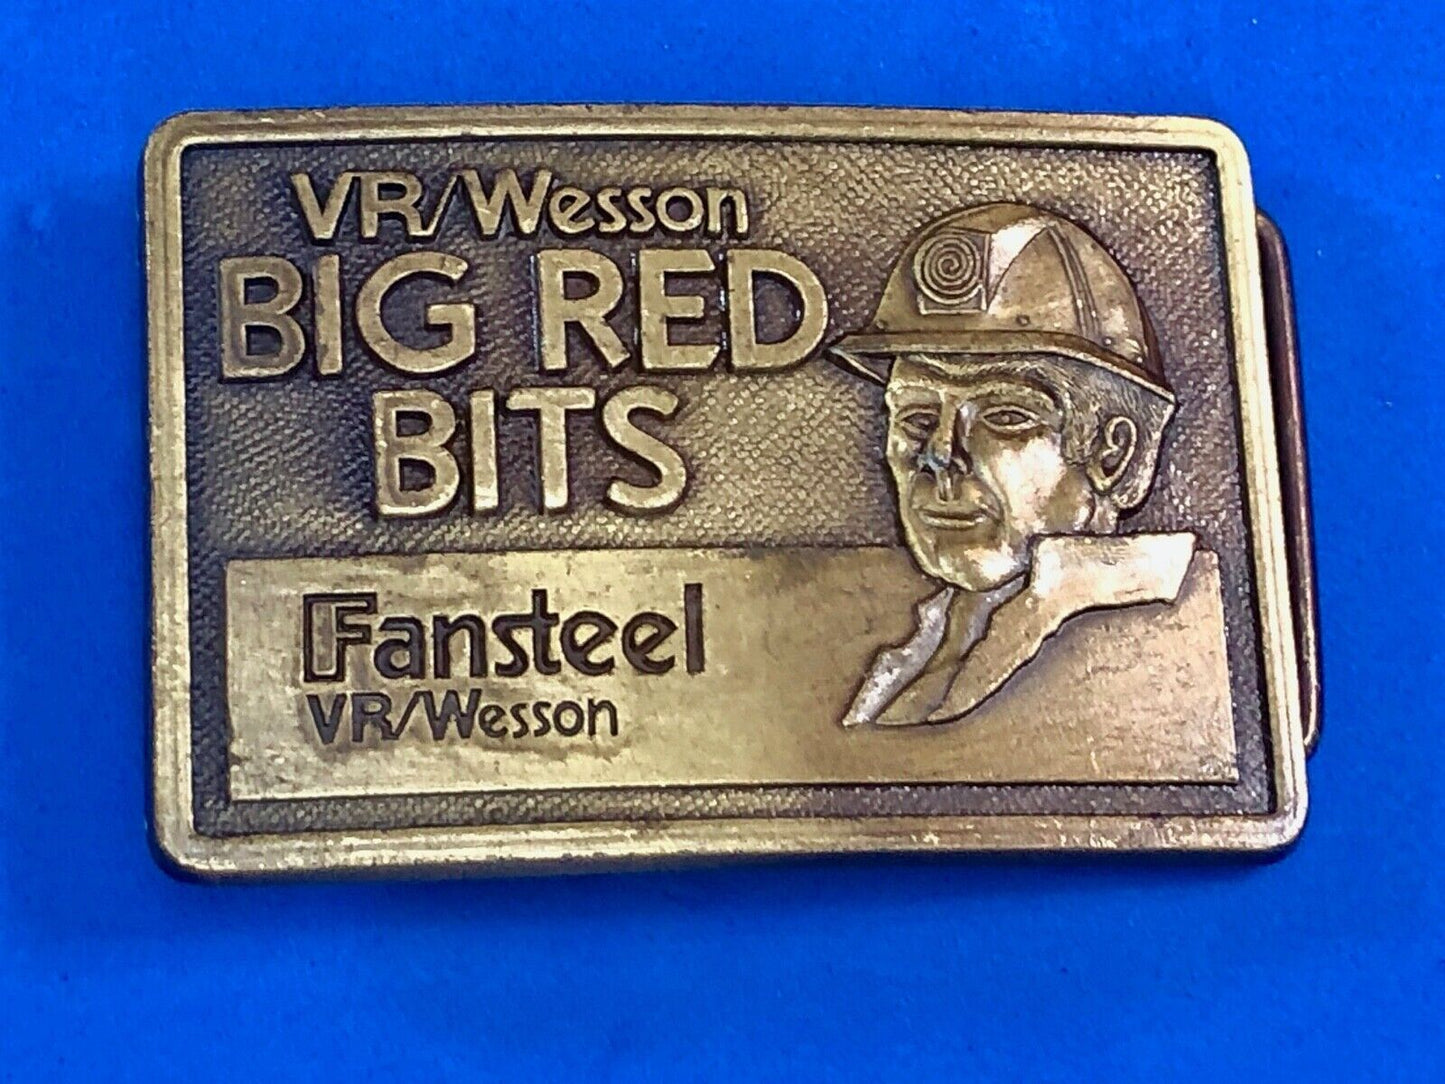 VR/Wesson
BIG RED
BITS
Fansteel
VR/Wesson